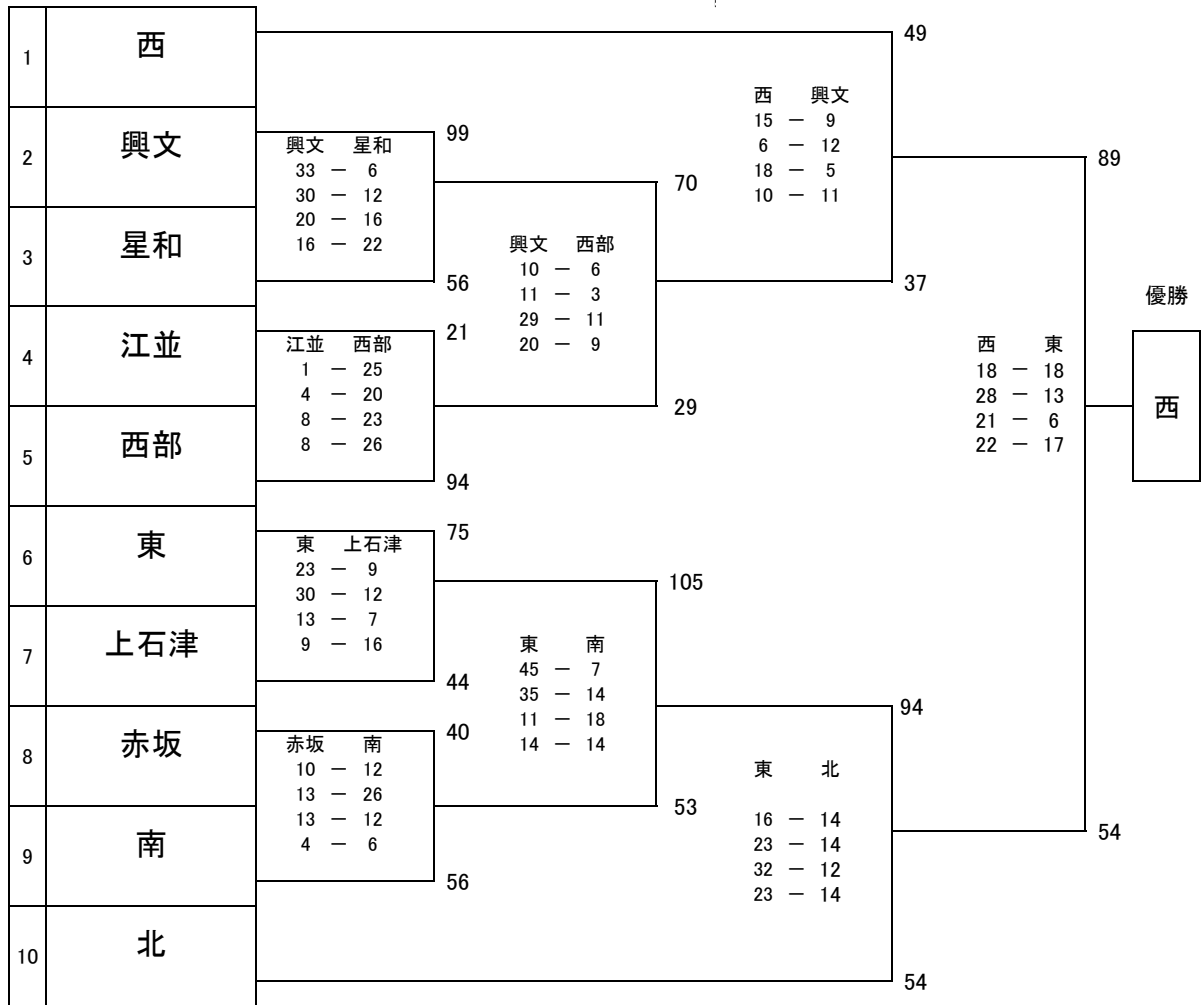 1 西
2 興文
3 星和
4 江並
5 西部
6 東
7 上石津
8 赤坂
9 南
10 北
99
興文 星和
33 － 6
30 － 12
20 － 16
16 － 22
56
21
江並 西部
1 － 25
4 － 20
8 － 23
8 － 26
94
75
東 上石津
23 － 9
30 － 12
13 － 7
9 － 16
44
40
赤坂 南
10 － 12
13 － 26
13 － 12
4 － 6
56
70
興文 西部
10 － 6
11 － 3
29 － 11
20 － 9
29
105
東 南
45 － 7
35 － 14
11 － 18
14 － 14
53
49
西 興文
15 － 9
6 － 12
18 － 5
10 － 11
37
94
東 北
16 － 14
23 － 14
32 － 12
23 － 14
54
89
西 東
18 － 18
28 － 13
21 － 6
22 － 17
54
優勝
西